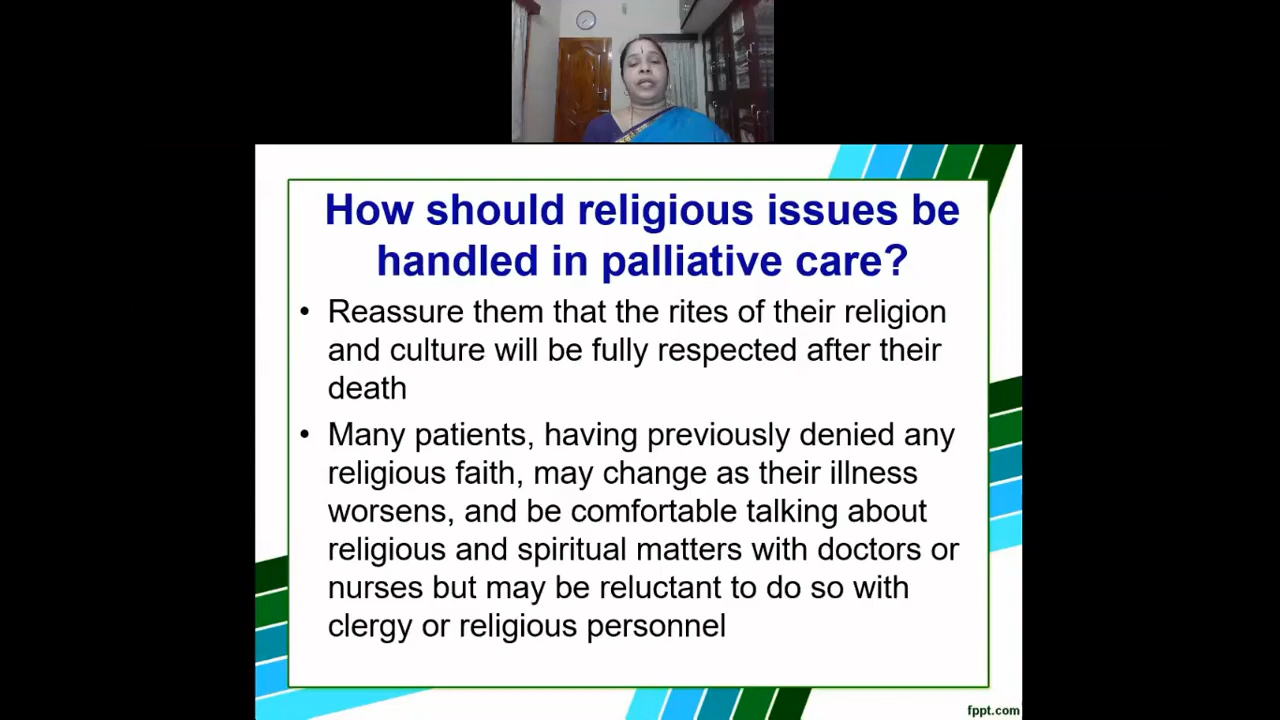 How should religious issues be
handled in palliative care?
• Reassure them that the rites of their religion
and culture will be fully respected after their
death
• Many patients, having previously denied any
religious faith, may change as their illness
worsens, and be comfortable talking about
religious and spiritual matters with doctors or
nurses but may be reluctant to do so with
clergy or religious personnel
fppt.com